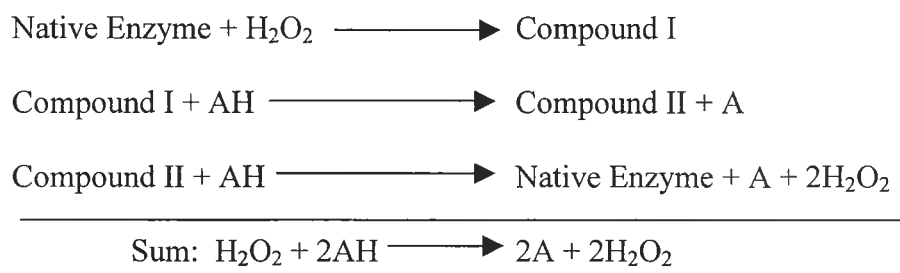 Native Enzyme + H₂O₂ ⟶ Compound I
Compound I + AH ⟶ Compound II + A
Compound II + AH ⟶ Native Enzyme + A + 2H₂O₂
Sum: H₂O₂ + 2AH ⟶ 2A + 2H₂O₂